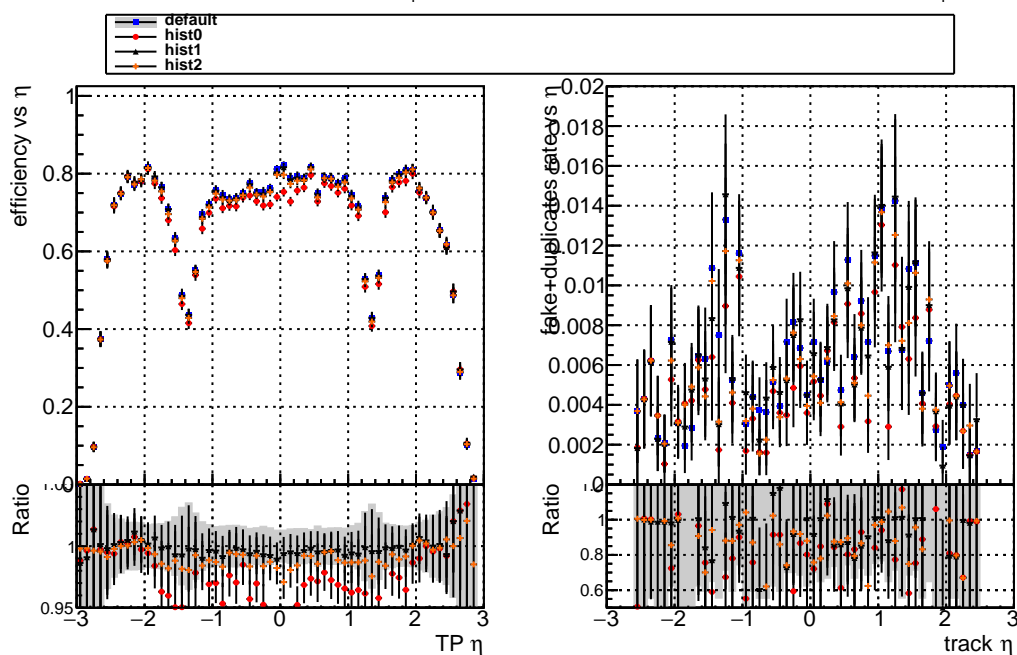 default
hist0
hist1
hist2
efficiency vs η
1
0.8
0.6
0.4
0.2
0
Ratio
1
0.95
−3 −2 −1 0 1 2 3
TP η
fake+duplicates rate vs η
0.02
0.018
0.016
0.014
0.012
0.01
0.008
0.006
0.004
0.002
0
Ratio
1
0.8
0.6
−3 −2 −1 0 1 2 3
track η